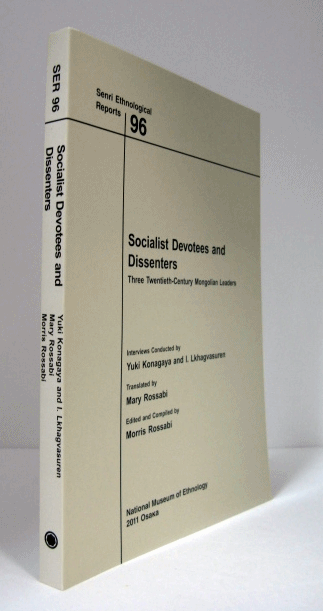 SER 96
Socialist Devotees and
Dissenters
Yuki Konagaya and I. Lkhagvasuren
Mary Rossabi
Morris Rossabi
Senri Ethnological
Reports
96
Socialist Devotees and
Dissenters
Three Twentieth-Century Mongolian Leaders
Interviews Conducted by
Yuki Konagaya and I. Lkhagvasuren
Translated by
Mary Rossabi
Edited and Compiled by
Morris Rossabi
National Museum of Ethnology
2011 Osaka